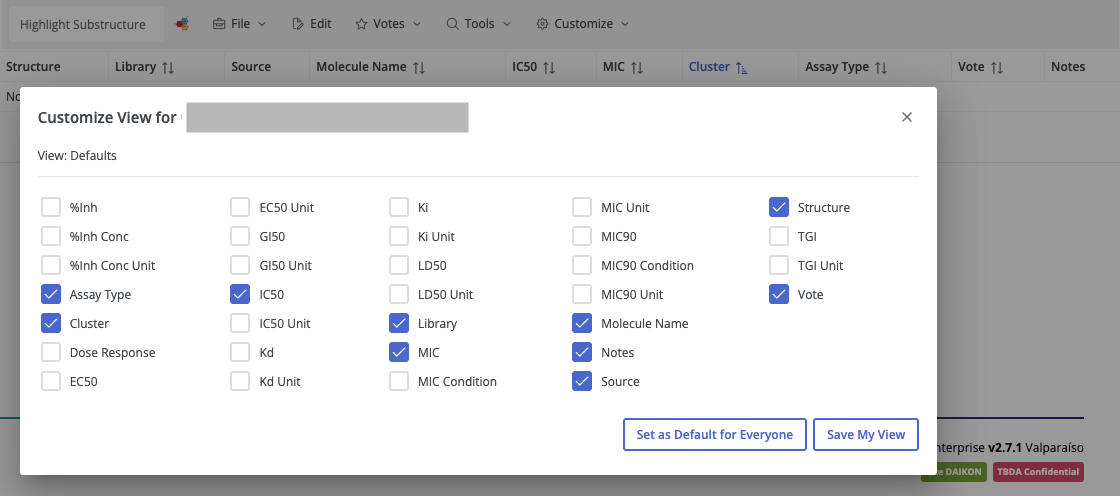 Highlight Substructure File Edit Votes Tools Customize
Structure Library Source Molecule Name IC50 MIC Cluster Assay Type Vote Notes
Customize View for
View: Defaults
%Inh EC50 Unit Ki MIC Unit Structure
%Inh Conc GI50 Ki Unit MIC90 TGI
%Inh Conc Unit GI50 Unit LD50 MIC90 Condition TGI Unit
Assay Type IC50 LD50 Unit MIC90 Unit Vote
Cluster IC50 Unit Library Molecule Name
Dose Response Kd MIC Notes
EC50 Kd Unit MIC Condition Source
Set as Default for Everyone Save My View
v2.7.1 Valparaíso
DAIKON TBDA Confidential